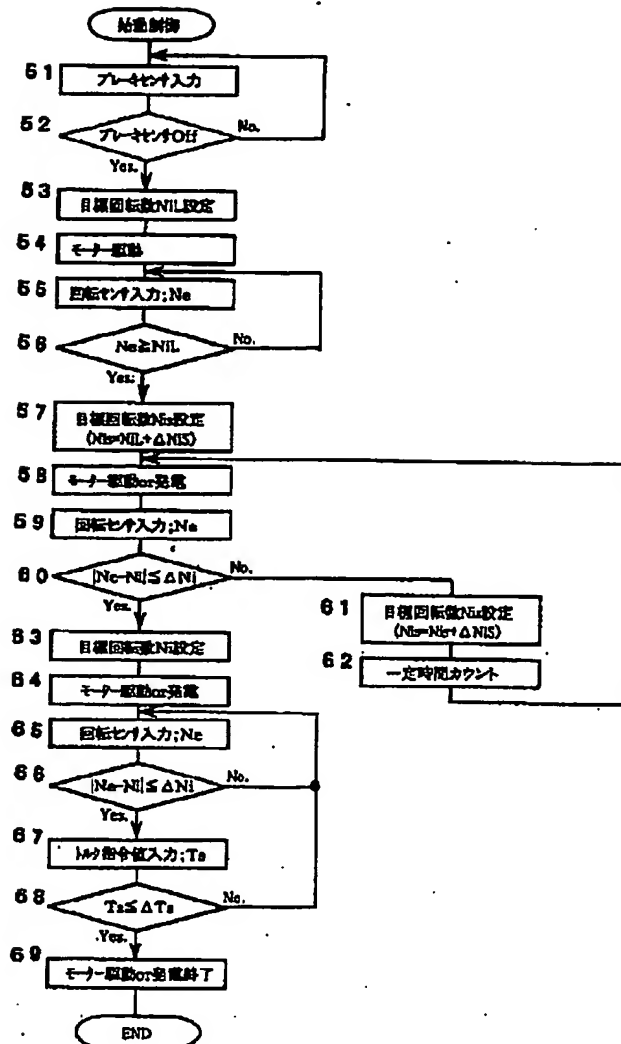 始動制御
51
ブレーキセンサ入力
52
ブレーキセンサOff
No.
Yes.
53
目標回転数NiL設定
54
モーター駆動
55
回転センサ入力;Ne
56
Ne≧NiL
No.
Yes.
57
目標回転数Nis設定
(Nis=NiL+ΔNiS)
58
モーター駆動or発電
59
回転センサ入力;Ne
60
|Ne-Ni|≦ΔNi
No.
Yes.
61
目標回転数Nis設定
(Nis=Nis+ΔNiS)
62
一定時間カウント
63
目標回転数Ni設定
64
モーター駆動or発電
65
回転センサ入力;Ne
66
|Ne-Ni|≦ΔNi
No.
Yes.
67
トルク指令値入力;Ts
68
Ts≦ΔTs
No.
Yes.
69
モーター駆動or発電終了
END